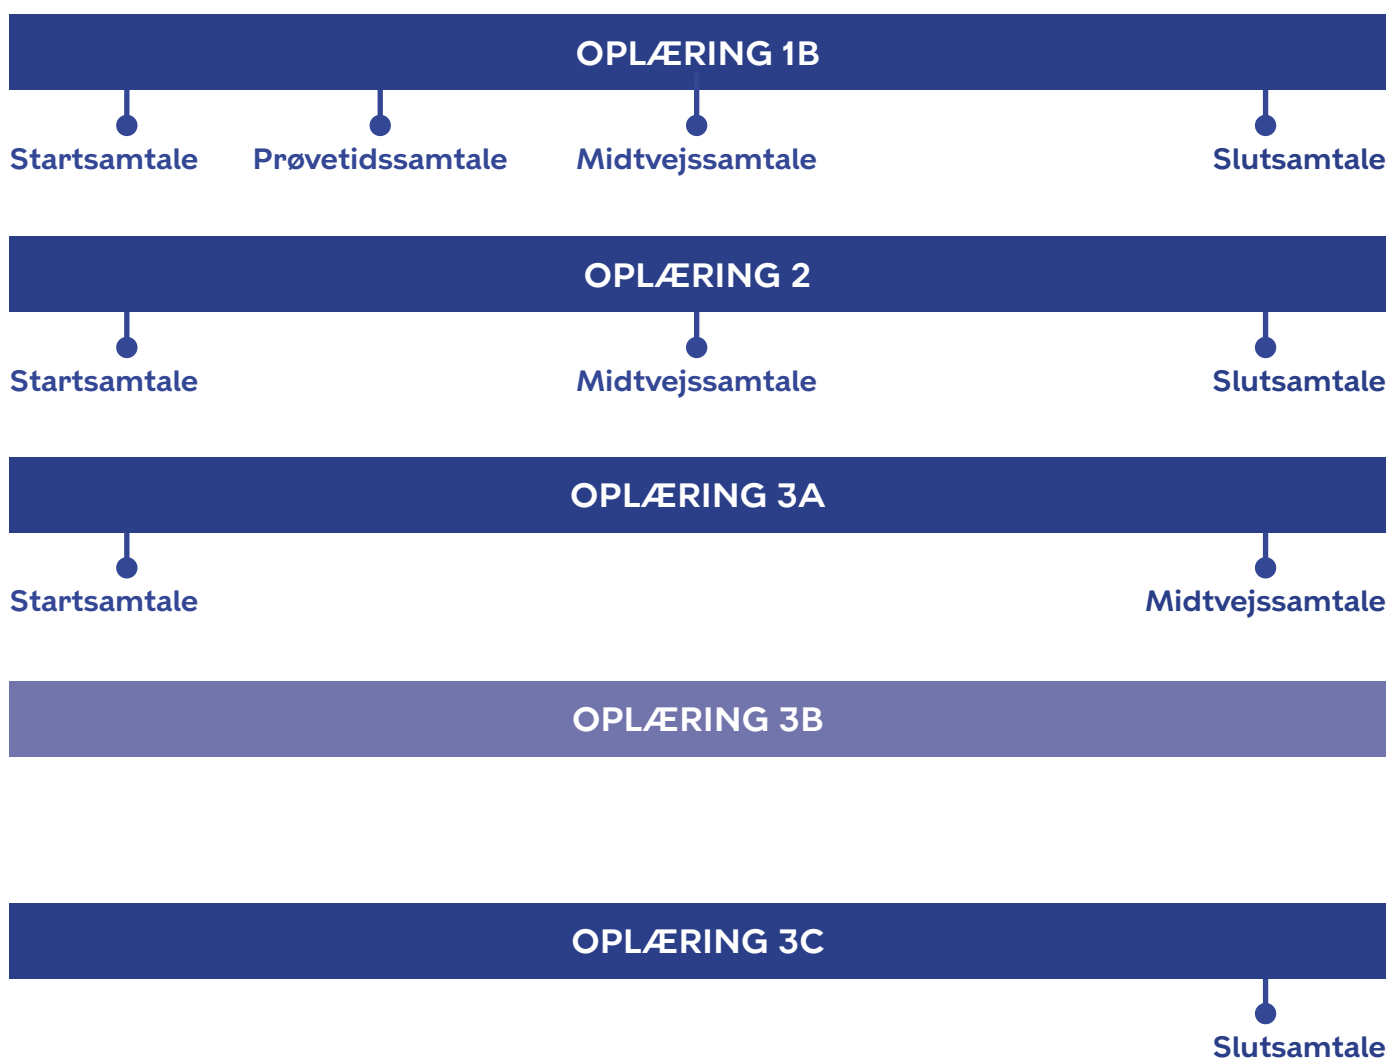 OPLÆRING 1B
Startsamtale Prøvetidssamtale Midtvejssamtale Slutsamtale
OPLÆRING 2
Startsamtale Midtvejssamtale Slutsamtale
OPLÆRING 3A
Startsamtale Midtvejssamtale
OPLÆRING 3B
OPLÆRING 3C
Slutsamtale